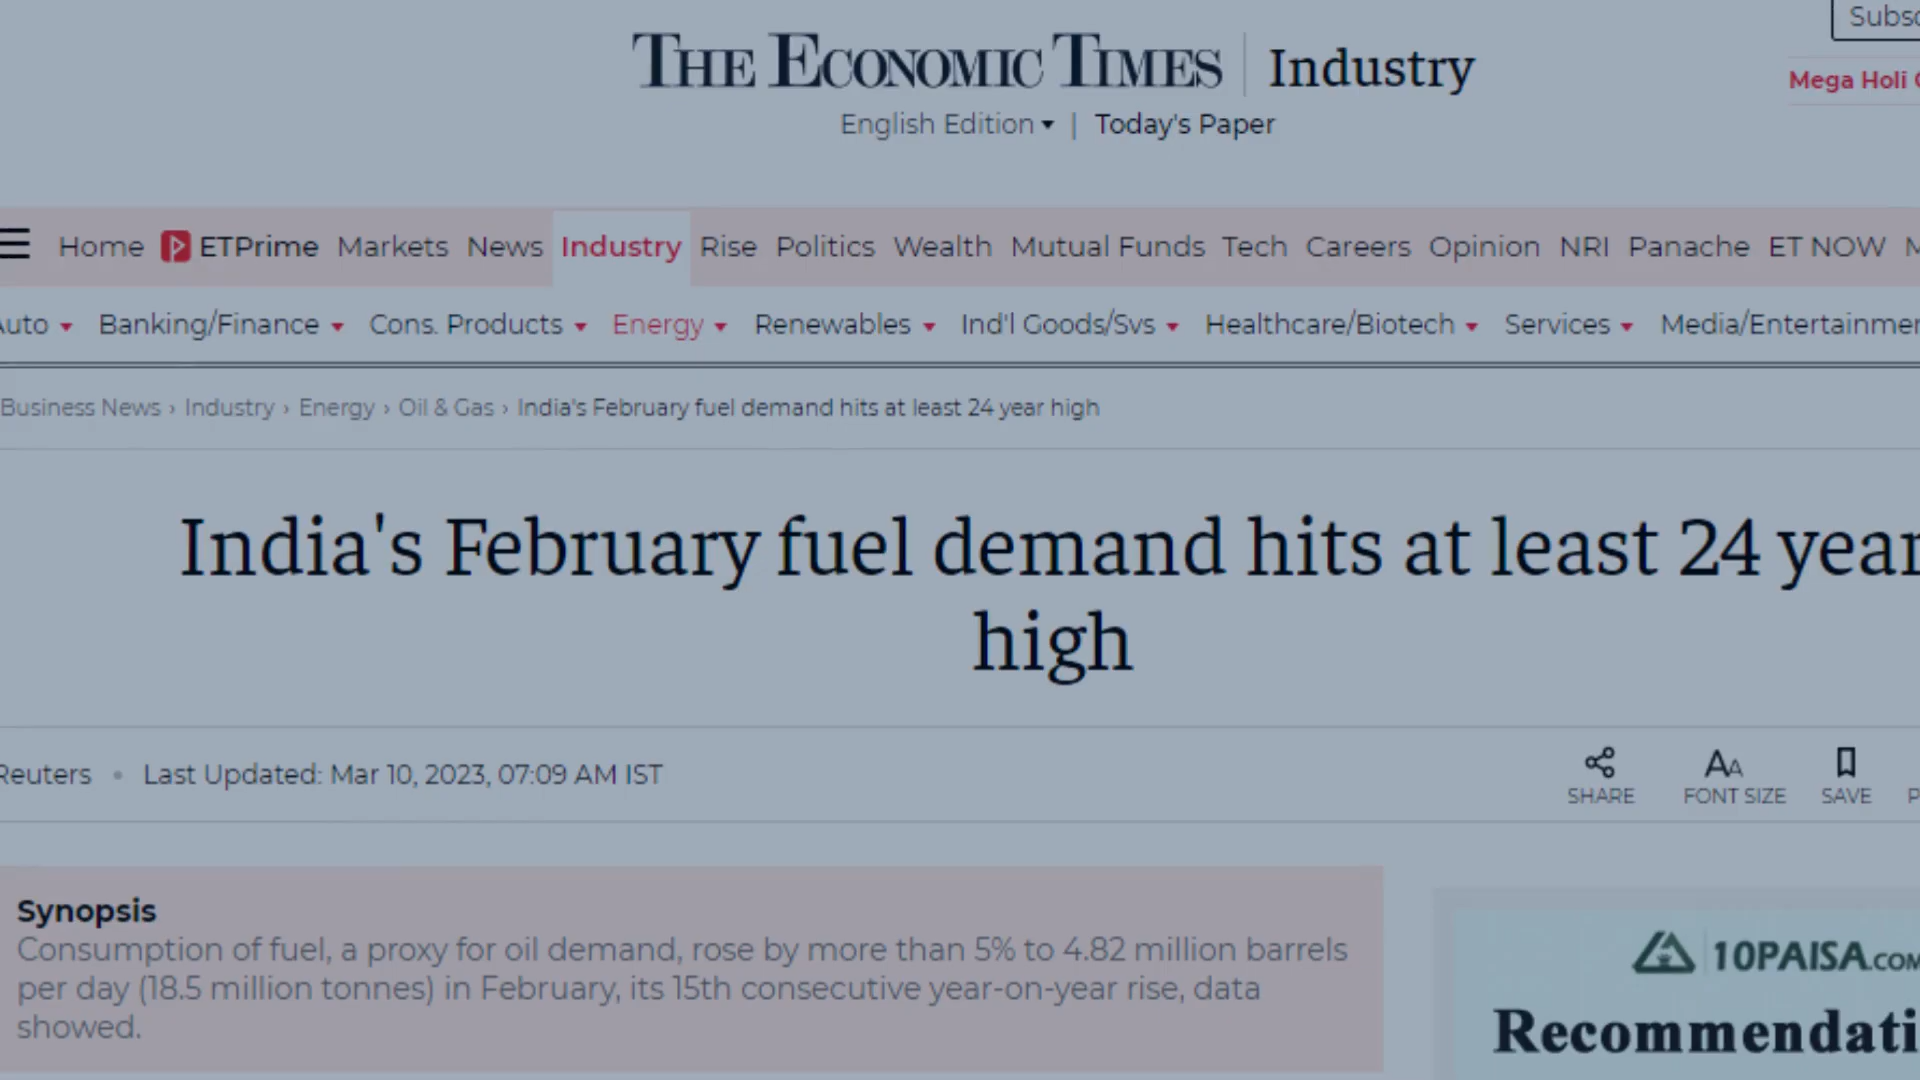 Subsc
THE ECONOMIC TIMES | Industry
Mega Holi
English Edition | Today's Paper
Home ETPrime Markets News Industry Rise Politics Wealth Mutual Funds Tech Careers Opinion NRI Panache ET NOW M
Auto Banking/Finance Cons. Products Energy Renewables Ind'l Goods/Svs Healthcare/Biotech Services Media/Entertainmen
Business News › Industry › Energy › Oil & Gas › India's February fuel demand hits at least 24 year high
India's February fuel demand hits at least 24 year
high
Reuters • Last Updated: Mar 10, 2023, 07:09 AM IST
SHARE FONT SIZE SAVE P
Synopsis
Consumption of fuel, a proxy for oil demand, rose by more than 5% to 4.82 million barrels
per day (18.5 million tonnes) in February, its 15th consecutive year-on-year rise, data
showed.
10PAISA.COM
Recommendati